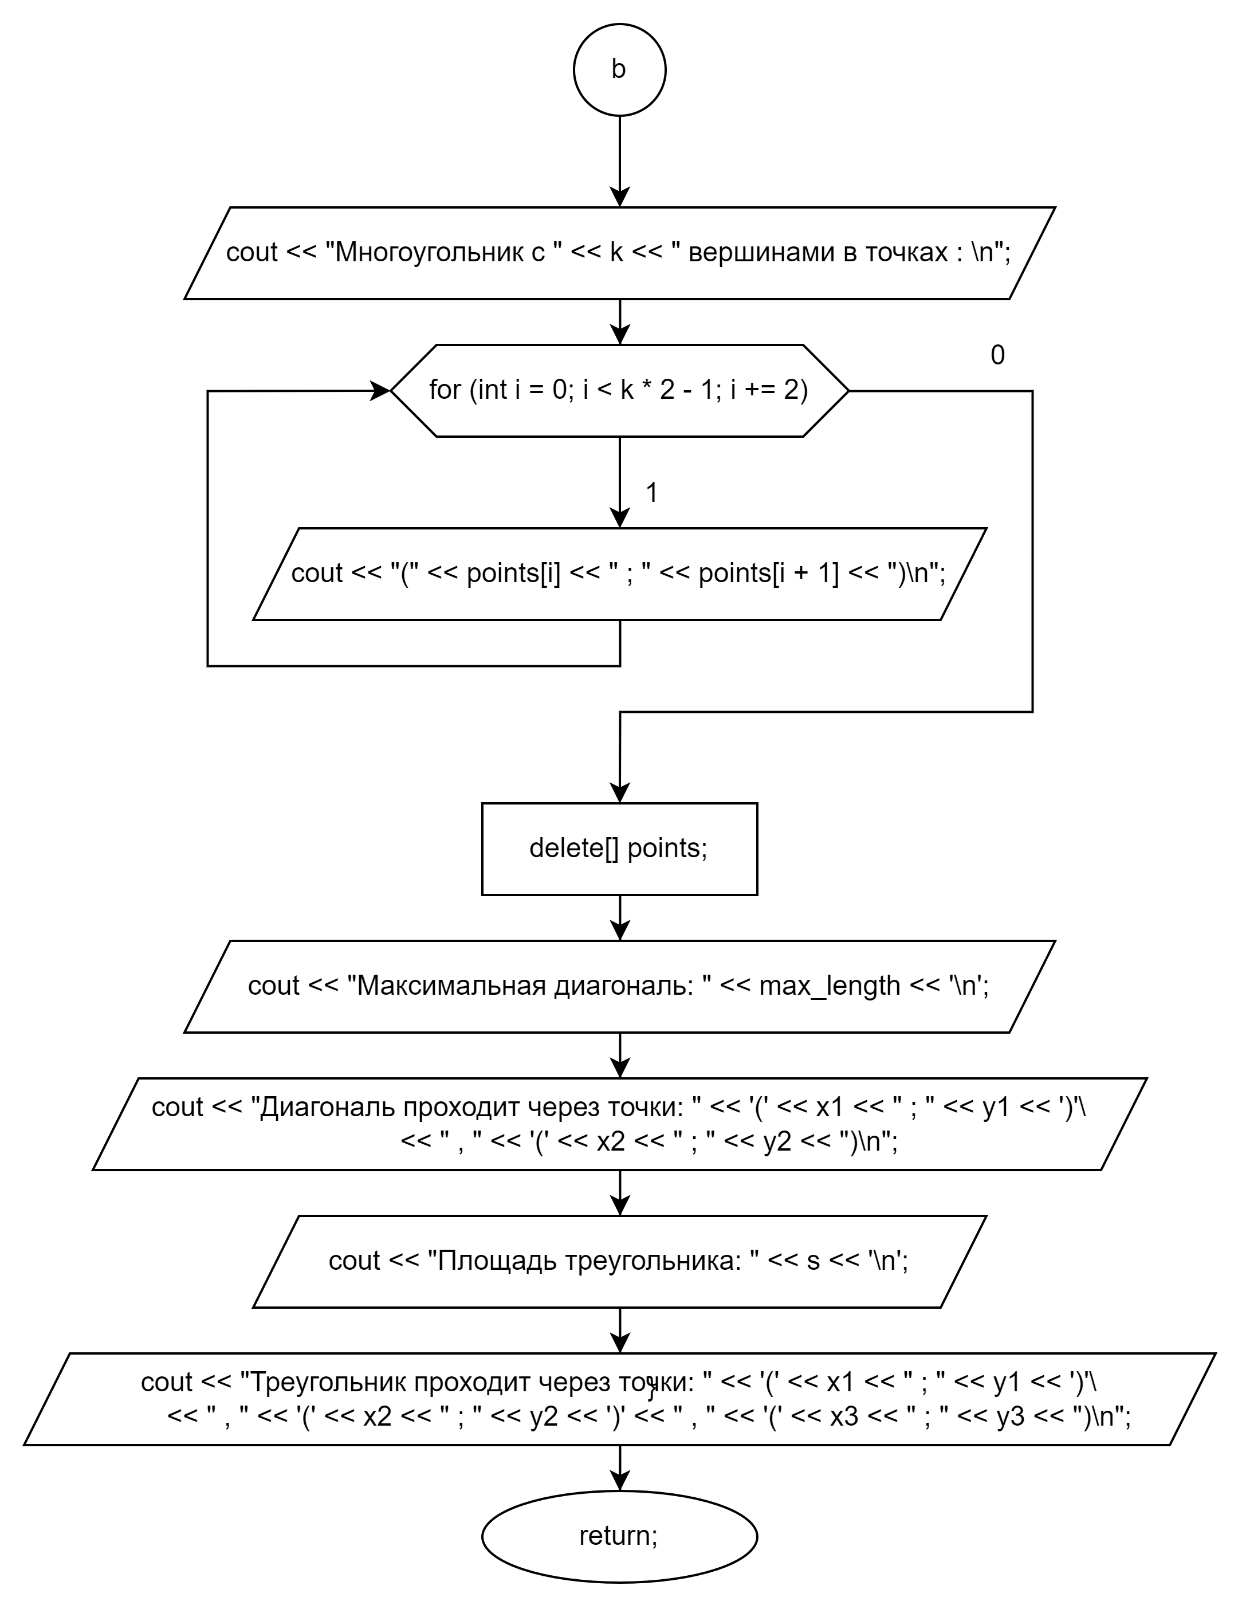 b
cout << "Многоугольник с " << k << " вершинами в точках : \n";
0
for (int i = 0; i < k * 2 - 1; i += 2)
1
cout << "(" << points[i] << " ; " << points[i + 1] << ")\n";
delete[] points;
cout << "Максимальная диагональ: " << max_length << '\n';
cout << "Диагональ проходит через точки: " << '(' << x1 << " ; " << y1 << ')'\
<< " , " << '(' << x2 << " ; " << y2 << ")\n";
cout << "Площадь треугольника: " << s << '\n';
cout << "Треугольник проходит через точки: " << '(' << x1 << " ; " << y1 << ')'\
}
<< " , " << '(' << x2 << " ; " << y2 << ')' << " , " << '(' << x3 << " ; " << y3 << ")\n";
return;